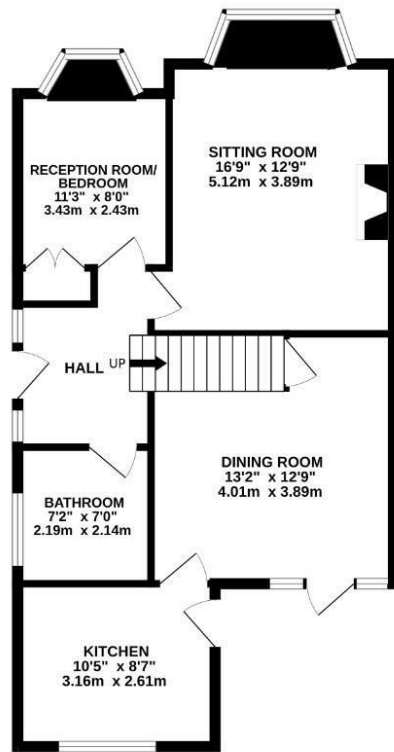 SITTING ROOM
16'9" x 12'9"
5.12m x 3.89m
RECEPTION ROOM/
BEDROOM
11'3" x 8'0"
3.43m x 2.43m
HALL
UP
DINING ROOM
13'2" x 12'9"
4.01m x 3.89m
BATHROOM
7'2" x 7'0"
2.19m x 2.14m
KITCHEN
10'5" x 8'7"
3.16m x 2.61m